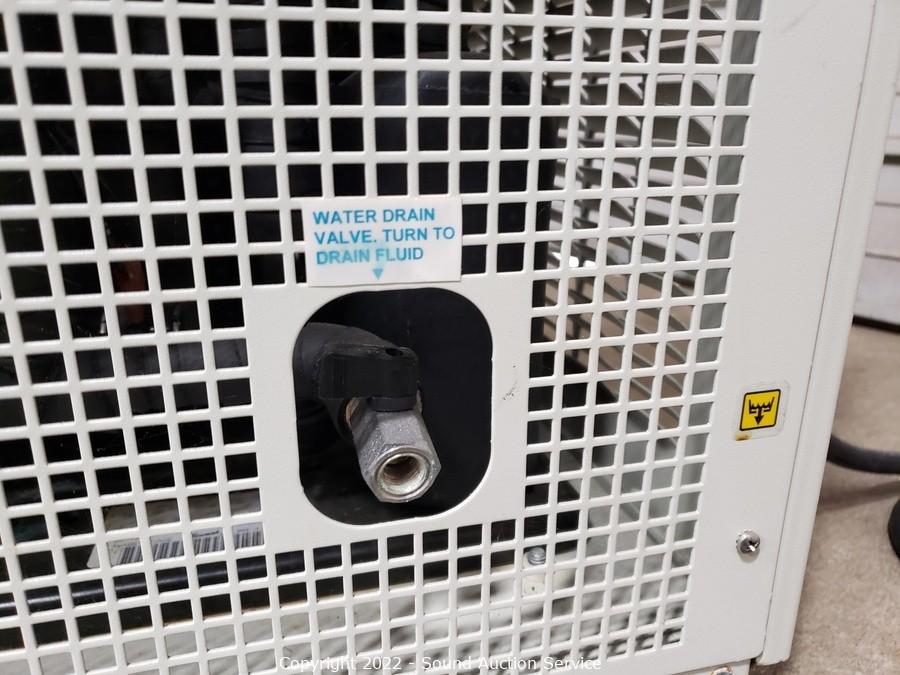 WATER DRAIN
VALVE. TURN TO
DRAIN FLUID
Copyright 2022 - Sound Auction Service